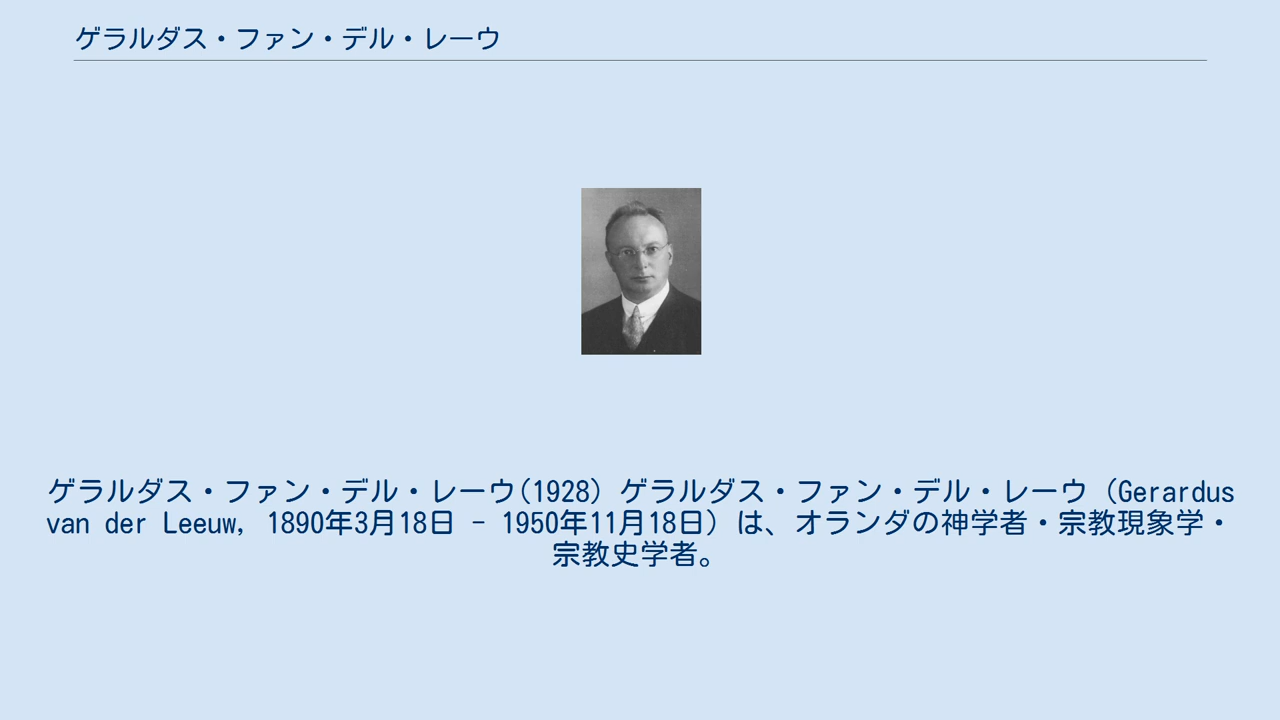 ゲラルダス・ファン・デル・レーウ
ゲラルダス・ファン・デル・レーウ(1928) ゲラルダス・ファン・デル・レーウ (Gerardus
van der Leeuw, 1890年3月18日 - 1950年11月18日) は、オランダの神学者・宗教現象学・
宗教史学者。